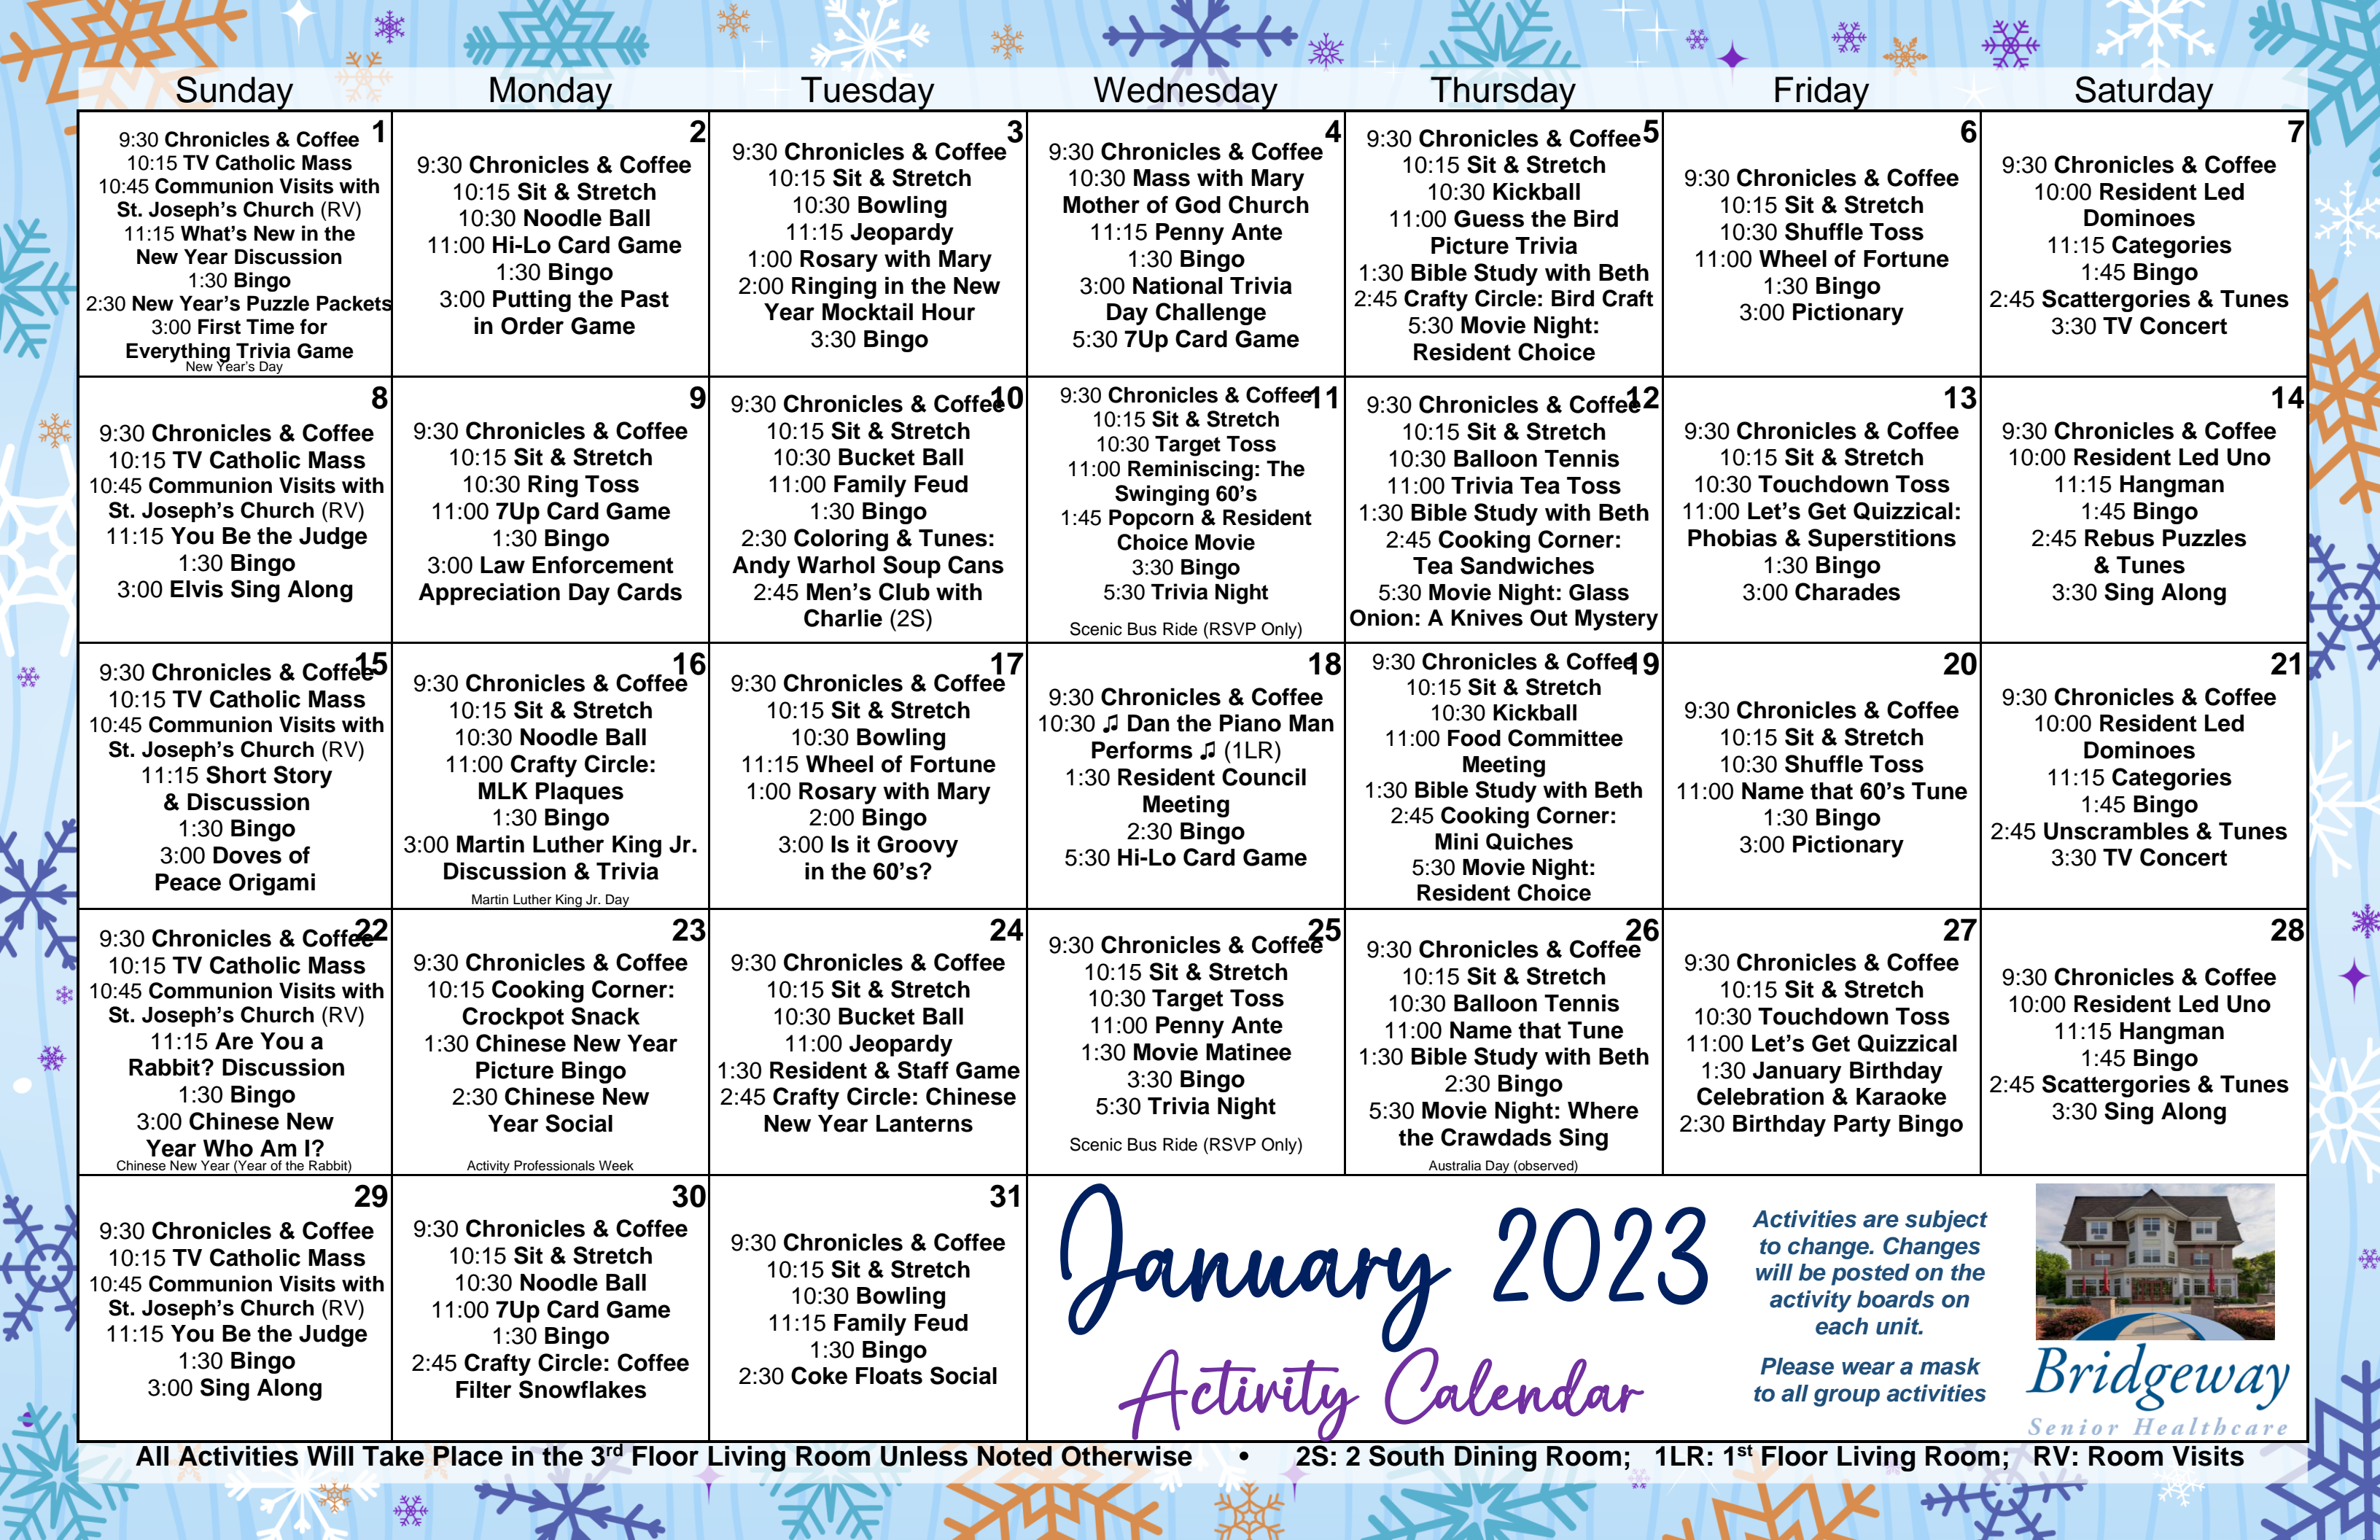 Sunday Monday Tuesday Wednesday Thursday Friday Saturday
1
9:30 Chronicles & Coffee
10:15 TV Catholic Mass
10:45 Communion Visits with
St. Joseph's Church (RV)
11:15 What's New in the
New Year Discussion
1:30 Bingo
2:30 New Year's Puzzle Packets
3:00 First Time for
Everything Trivia Game
New Year's Day
2
9:30 Chronicles & Coffee
10:15 Sit & Stretch
10:30 Noodle Ball
11:00 Hi-Lo Card Game
1:30 Bingo
3:00 Putting the Past
in Order Game
3
9:30 Chronicles & Coffee
10:15 Sit & Stretch
10:30 Bowling
11:15 Jeopardy
1:00 Rosary with Mary
2:00 Ringing in the New
Year Mocktail Hour
3:30 Bingo
4
9:30 Chronicles & Coffee
10:30 Mass with Mary
Mother of God Church
11:15 Penny Ante
1:30 Bingo
3:00 National Trivia
Day Challenge
5:30 7Up Card Game
5
9:30 Chronicles & Coffee
10:15 Sit & Stretch
10:30 Kickball
11:00 Guess the Bird
Picture Trivia
1:30 Bible Study with Beth
2:45 Crafty Circle: Bird Craft
5:30 Movie Night:
Resident Choice
6
9:30 Chronicles & Coffee
10:15 Sit & Stretch
10:30 Shuffle Toss
11:00 Wheel of Fortune
1:30 Bingo
3:00 Pictionary
7
9:30 Chronicles & Coffee
10:00 Resident Led
Dominoes
11:15 Categories
1:45 Bingo
2:45 Scattergories & Tunes
3:30 TV Concert
8
9:30 Chronicles & Coffee
10:15 TV Catholic Mass
10:45 Communion Visits with
St. Joseph's Church (RV)
11:15 You Be the Judge
1:30 Bingo
3:00 Elvis Sing Along
9
9:30 Chronicles & Coffee
10:15 Sit & Stretch
10:30 Ring Toss
11:00 7Up Card Game
1:30 Bingo
3:00 Law Enforcement
Appreciation Day Cards
10
9:30 Chronicles & Coffee
10:15 Sit & Stretch
10:30 Bucket Ball
11:00 Family Feud
1:30 Bingo
2:30 Coloring & Tunes:
Andy Warhol Soup Cans
2:45 Men's Club with
Charlie (2S)
11
9:30 Chronicles & Coffee
10:15 Sit & Stretch
10:30 Target Toss
11:00 Reminiscing: The
Swinging 60's
1:45 Popcorn & Resident
Choice Movie
3:30 Bingo
5:30 Trivia Night
Scenic Bus Ride (RSVP Only)
12
9:30 Chronicles & Coffee
10:15 Sit & Stretch
10:30 Balloon Tennis
11:00 Trivia Tea Toss
1:30 Bible Study with Beth
2:45 Cooking Corner:
Tea Sandwiches
5:30 Movie Night: Glass
Onion: A Knives Out Mystery
13
9:30 Chronicles & Coffee
10:15 Sit & Stretch
10:30 Touchdown Toss
11:00 Let's Get Quizzical:
Phobias & Superstitions
1:30 Bingo
3:00 Charades
14
9:30 Chronicles & Coffee
10:00 Resident Led Uno
11:15 Hangman
1:45 Bingo
2:45 Rebus Puzzles
& Tunes
3:30 Sing Along
15
9:30 Chronicles & Coffee
10:15 TV Catholic Mass
10:45 Communion Visits with
St. Joseph's Church (RV)
11:15 Short Story
& Discussion
1:30 Bingo
3:00 Doves of
Peace Origami
16
9:30 Chronicles & Coffee
10:15 Sit & Stretch
10:30 Noodle Ball
11:00 Crafty Circle:
MLK Plaques
1:30 Bingo
3:00 Martin Luther King Jr.
Discussion & Trivia
Martin Luther King Jr. Day
17
9:30 Chronicles & Coffee
10:15 Sit & Stretch
10:30 Bowling
11:15 Wheel of Fortune
1:00 Rosary with Mary
2:00 Bingo
3:00 Is it Groovy
in the 60's?
18
9:30 Chronicles & Coffee
10:30 ♫ Dan the Piano Man
Performs ♫ (1LR)
1:30 Resident Council
Meeting
2:30 Bingo
5:30 Hi-Lo Card Game
19
9:30 Chronicles & Coffee
10:15 Sit & Stretch
10:30 Kickball
11:00 Food Committee
Meeting
1:30 Bible Study with Beth
2:45 Cooking Corner:
Mini Quiches
5:30 Movie Night:
Resident Choice
20
9:30 Chronicles & Coffee
10:15 Sit & Stretch
10:30 Shuffle Toss
11:00 Name that 60's Tune
1:30 Bingo
3:00 Pictionary
21
9:30 Chronicles & Coffee
10:00 Resident Led
Dominoes
11:15 Categories
1:45 Bingo
2:45 Unscrambles & Tunes
3:30 TV Concert
22
9:30 Chronicles & Coffee
10:15 TV Catholic Mass
10:45 Communion Visits with
St. Joseph's Church (RV)
11:15 Are You a
Rabbit? Discussion
1:30 Bingo
3:00 Chinese New
Year Who Am I?
Chinese New Year (Year of the Rabbit)
23
9:30 Chronicles & Coffee
10:15 Cooking Corner:
Crockpot Snack
1:30 Chinese New Year
Picture Bingo
2:30 Chinese New
Year Social
Activity Professionals Week
24
9:30 Chronicles & Coffee
10:15 Sit & Stretch
10:30 Bucket Ball
11:00 Jeopardy
1:30 Resident & Staff Game
2:45 Crafty Circle: Chinese
New Year Lanterns
25
9:30 Chronicles & Coffee
10:15 Sit & Stretch
10:30 Target Toss
11:00 Penny Ante
1:30 Movie Matinee
3:30 Bingo
5:30 Trivia Night
Scenic Bus Ride (RSVP Only)
26
9:30 Chronicles & Coffee
10:15 Sit & Stretch
10:30 Balloon Tennis
11:00 Name that Tune
1:30 Bible Study with Beth
2:30 Bingo
5:30 Movie Night: Where
the Crawdads Sing
Australia Day (observed)
27
9:30 Chronicles & Coffee
10:15 Sit & Stretch
10:30 Touchdown Toss
11:00 Let's Get Quizzical
1:30 January Birthday
Celebration & Karaoke
2:30 Birthday Party Bingo
28
9:30 Chronicles & Coffee
10:00 Resident Led Uno
11:15 Hangman
1:45 Bingo
2:45 Scattergories & Tunes
3:30 Sing Along
29
9:30 Chronicles & Coffee
10:15 TV Catholic Mass
10:45 Communion Visits with
St. Joseph's Church (RV)
11:15 You Be the Judge
1:30 Bingo
3:00 Sing Along
30
9:30 Chronicles & Coffee
10:15 Sit & Stretch
10:30 Noodle Ball
11:00 7Up Card Game
1:30 Bingo
2:45 Crafty Circle: Coffee
Filter Snowflakes
31
9:30 Chronicles & Coffee
10:15 Sit & Stretch
10:30 Bowling
11:15 Family Feud
1:30 Bingo
2:30 Coke Floats Social
January 2023
Activity Calendar
Activities are subject
to change. Changes
will be posted on the
activity boards on
each unit.
Please wear a mask
to all group activities
Bridgeway
Senior Healthcare
All Activities Will Take Place in the 3rd Floor Living Room Unless Noted Otherwise • 2S: 2 South Dining Room; 1LR: 1st Floor Living Room; RV: Room Visits